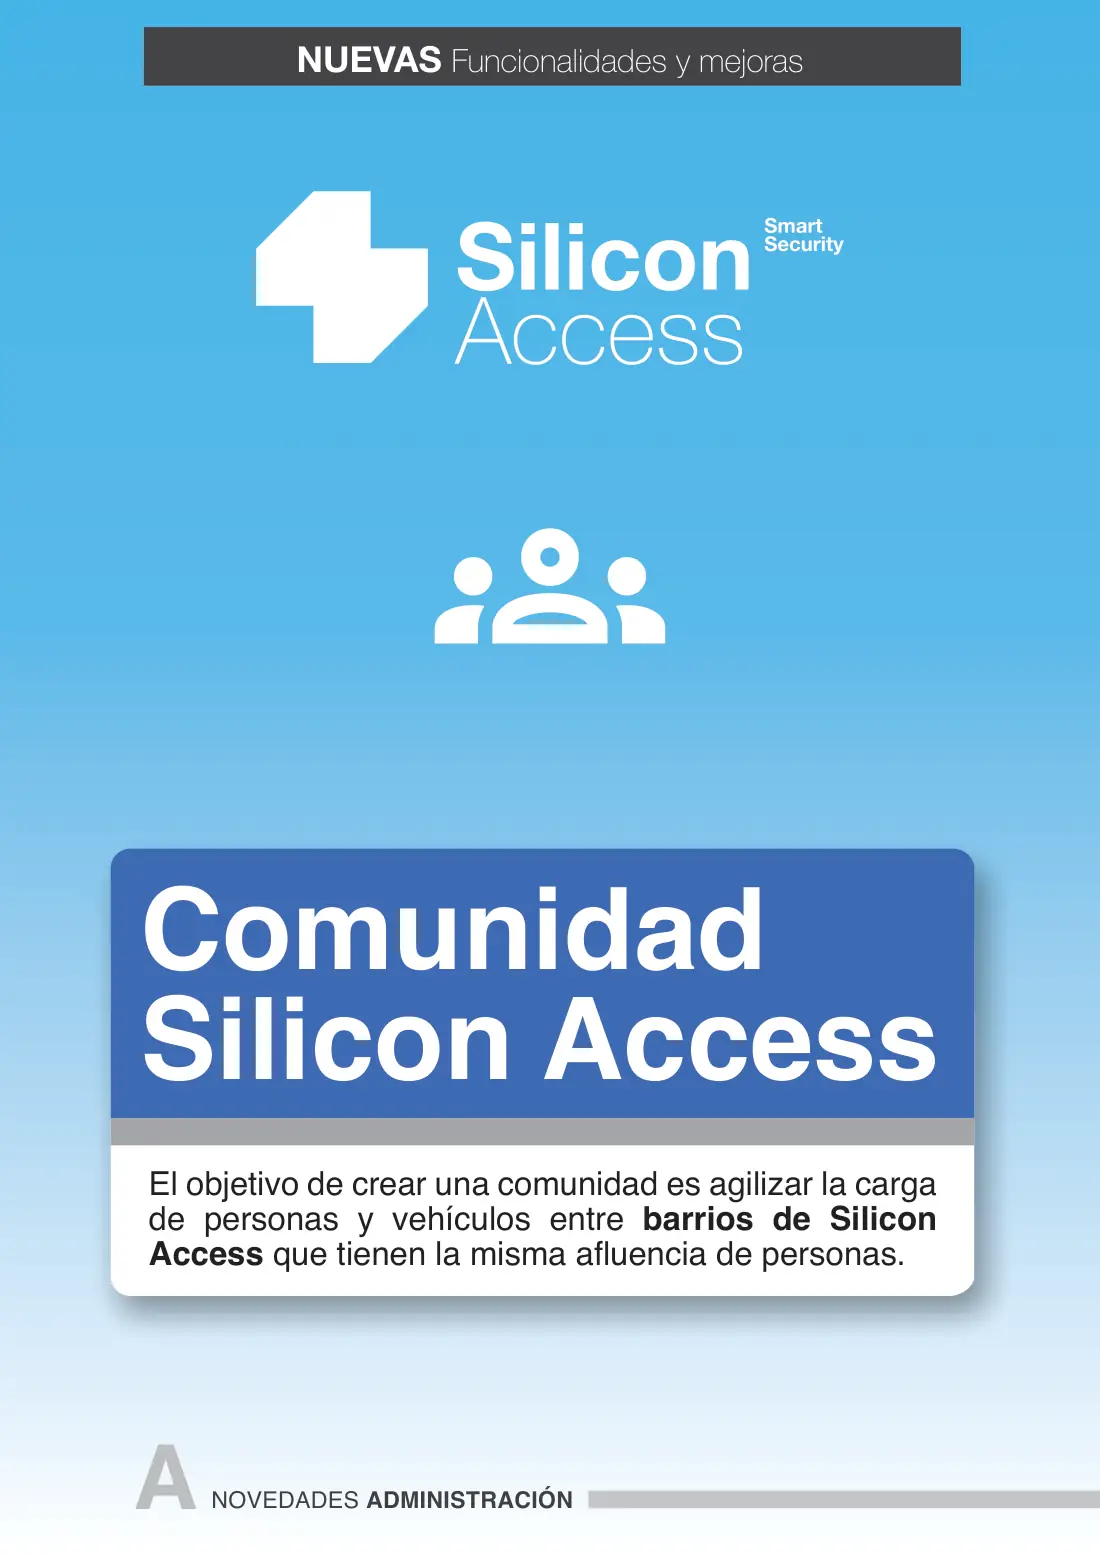 NUEVAS Funcionalidades y mejoras
Silicon
Access
Smart
Security
Comunidad
Silicon Access
El objetivo de crear una comunidad es agilizar la carga
de personas y vehículos entre barrios de Silicon
Access que tienen la misma afluencia de personas.
A NOVEDADES ADMINISTRACIÓN